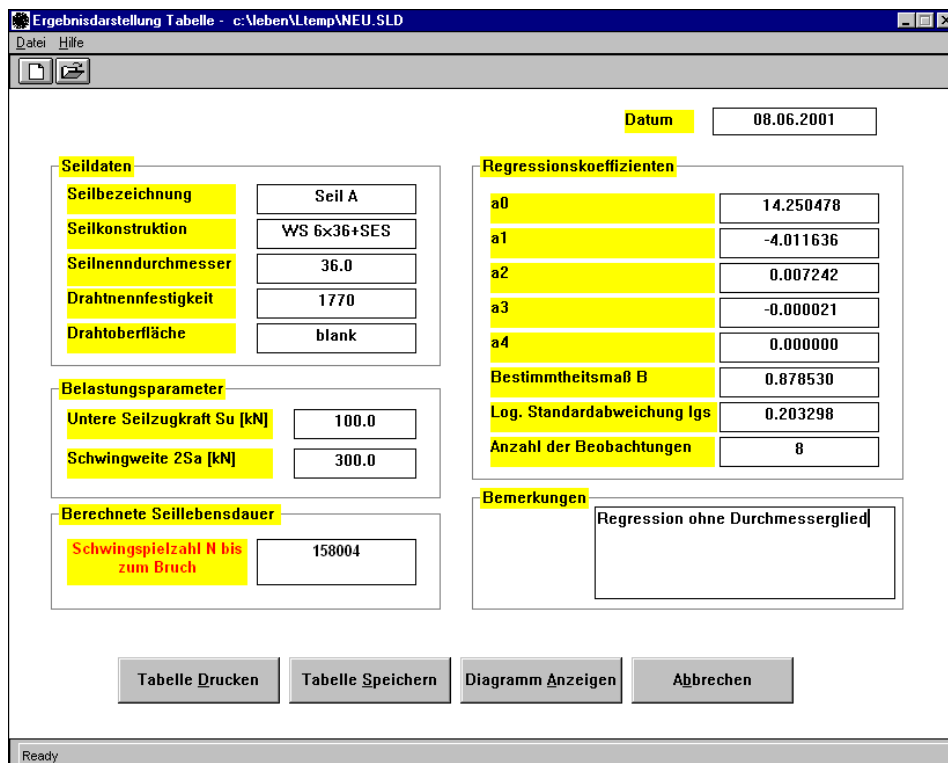 Ergebnisdarstellung Tabelle - c:\leben\Ltemp\NEU.SLD
Datei Hilfe
Datum 08.06.2001
Seildaten
Seilbezeichnung Seil A
Seilkonstruktion WS 6x36+SES
Seilnenndurchmesser 36.0
Drahtnennfestigkeit 1770
Drahtoberfläche blank
Belastungsparameter
Untere Seilzugkraft Su [kN] 100.0
Schwingweite 2Sa [kN] 300.0
Berechnete Seillebensdauer
Schwingspielzahl N bis
zum Bruch
158004
Regressionskoeffizienten
a0 14.250478
a1 -4.011636
a2 0.007242
a3 -0.000021
a4 0.000000
Bestimmtheitsmaß B 0.878530
Log. Standardabweichung lgs 0.203298
Anzahl der Beobachtungen 8
Bemerkungen
Regression ohne Durchmesserglied
Tabelle Drucken Tabelle Speichern Diagramm Anzeigen Abbrechen
Ready